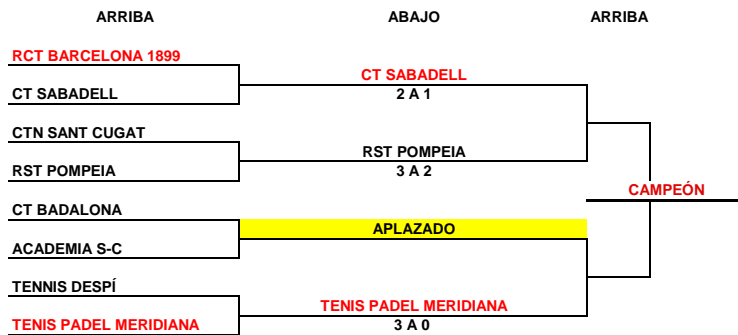 ARRIBA ABAJO ARRIBA
RCT BARCELONA 1899
CT SABADELL
CT SABADELL
2 A 1
CTN SANT CUGAT
RST POMPEIA
RST POMPEIA
3 A 2
CAMPEÓN
CT BADALONA
APLAZADO
ACADEMIA S-C
TENNIS DESPÍ
TENIS PADEL MERIDIANA
TENIS PADEL MERIDIANA
3 A 0